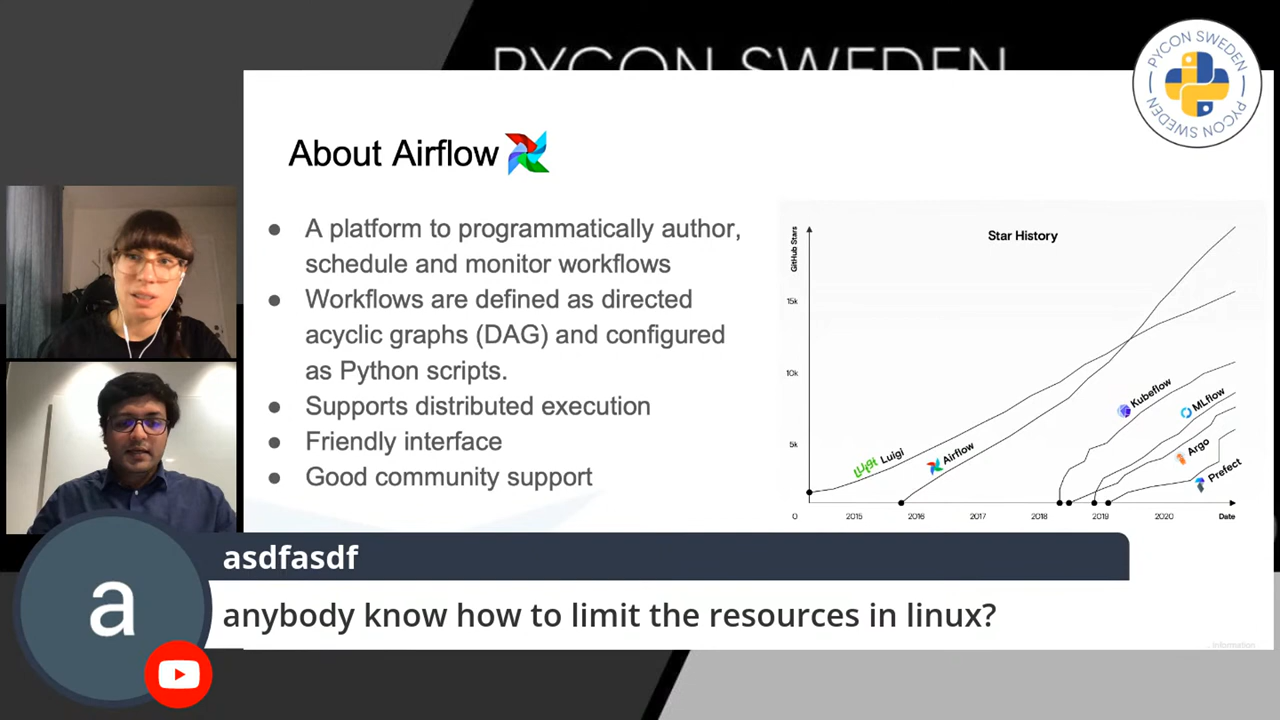 PYCON SWEDEN
PYCON SWEDEN
PYCON SWEDEN
About Airflow
A platform to programmatically author,
schedule and monitor workflows
Workflows are defined as directed
acyclic graphs (DAG) and configured
as Python scripts.
Supports distributed execution
Friendly interface
Good community support
Star History
GitHub Stars
15k
10k
5k
0
Luigi
Luigi
Airflow
Kubeflow
MLflow
Argo
Prefect
2015
2016
2017
2018
2019
2020
Date
asdfasdf
a
anybody know how to limit the resources in linux?
Information